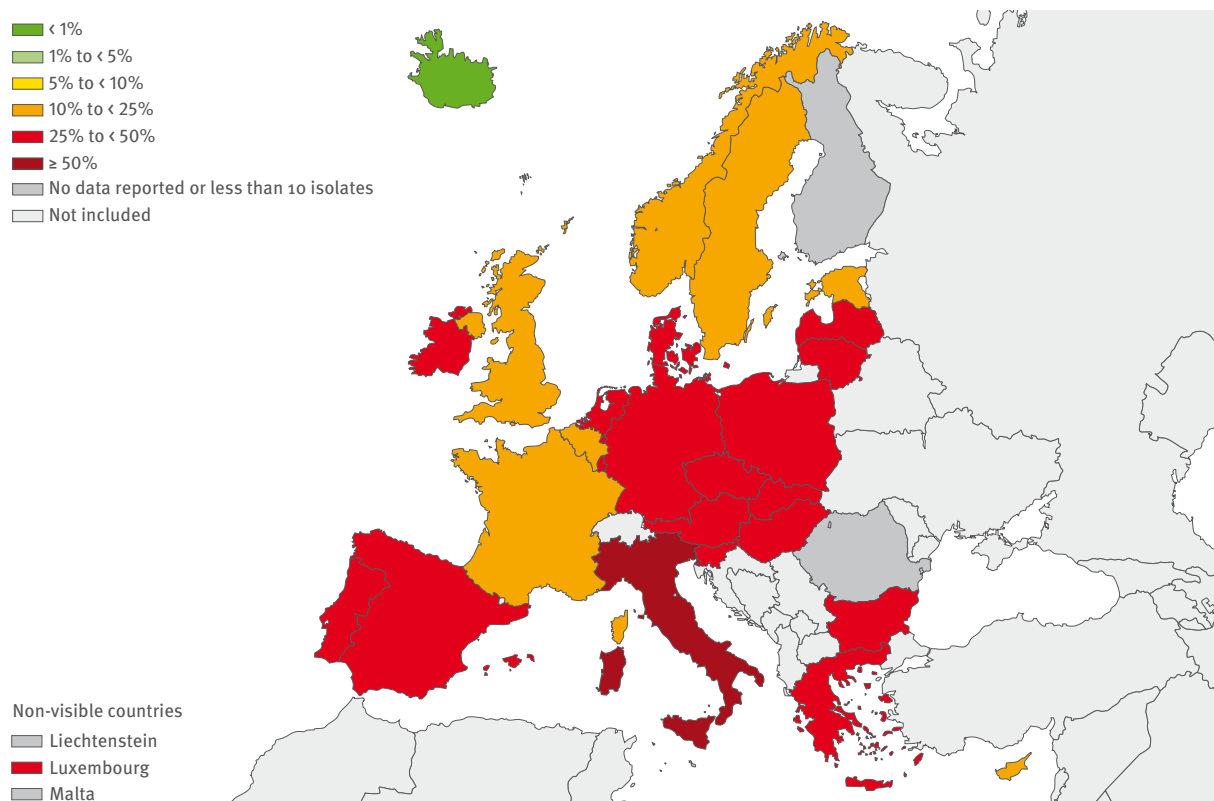 < 1%
1% to < 5%
5% to < 10%
10% to < 25%
25% to < 50%
≥ 50%
No data reported or less than 10 isolates
Not included
Non-visible countries
Liechtenstein
Luxembourg
Malta